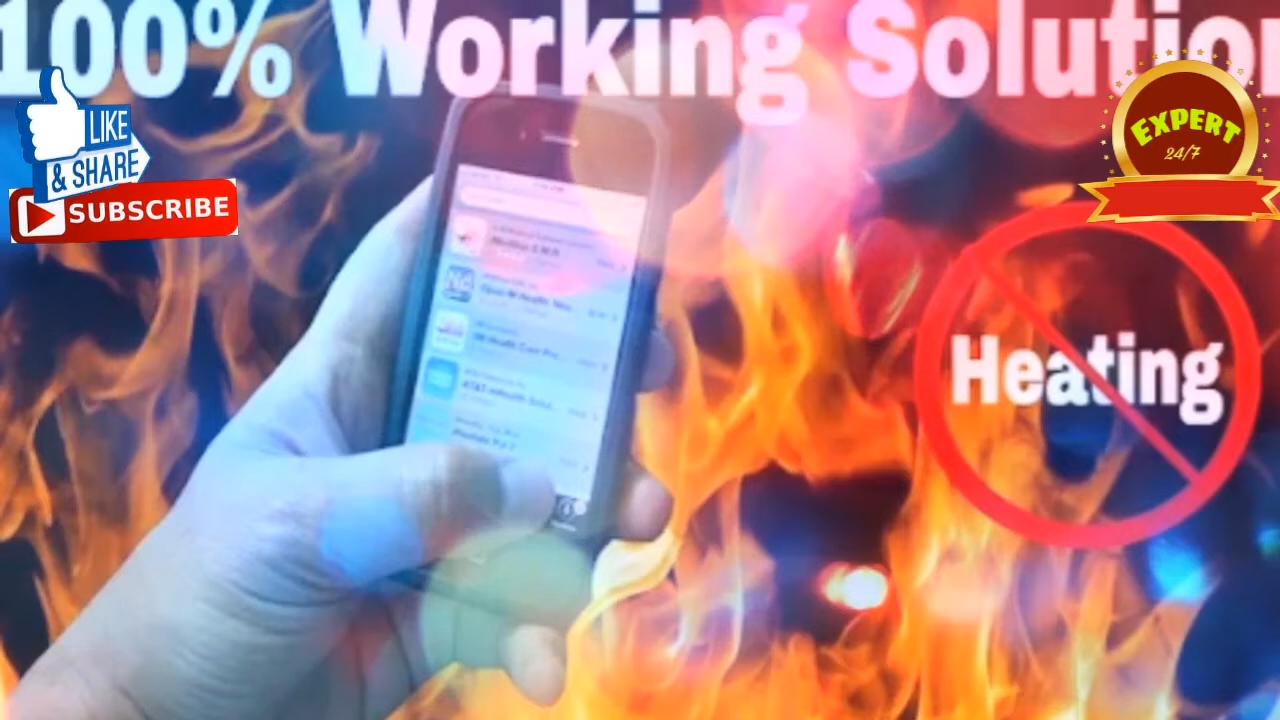 100% Working Solution
LIKE
& SHARE
SUBSCRIBE
EXPERT
24/7
Heating